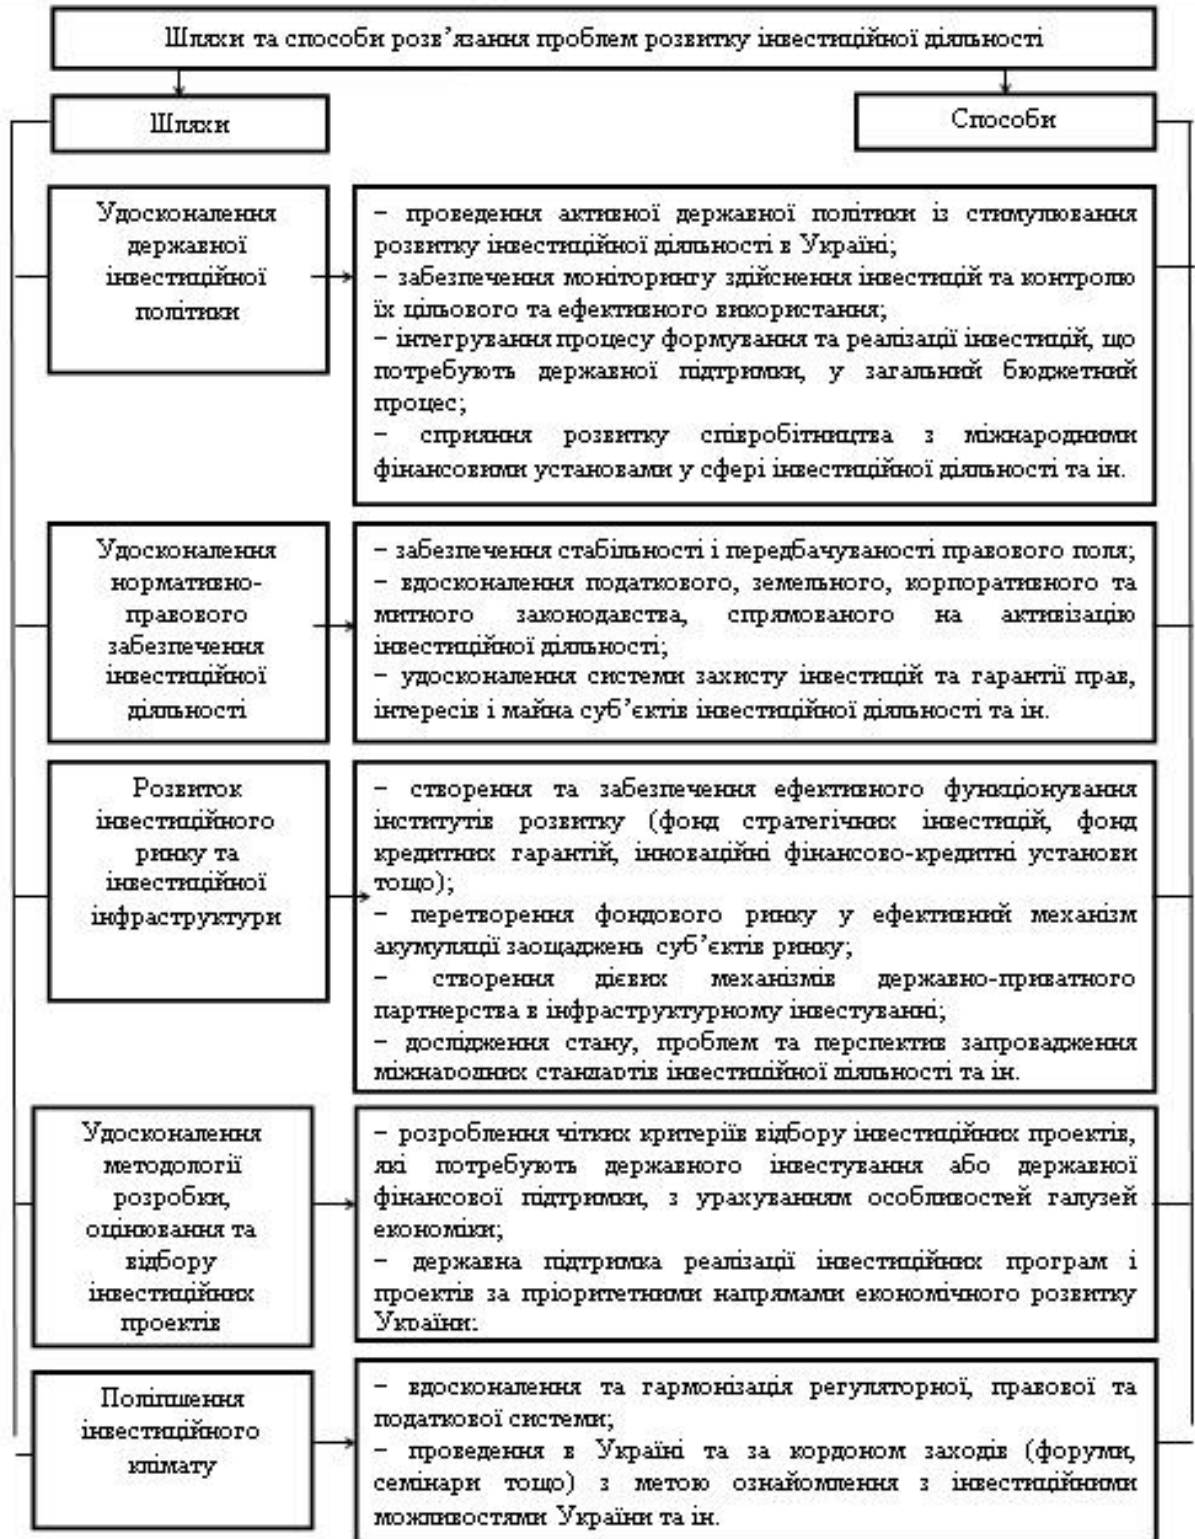 Шляхи та способи розв’язання проблем розвитку інвестиційної діяльності
Шляхи
Способи
Удосконалення
державної
інвестиційної
політики
– проведення активної державної політики із стимулювання
розвитку інвестиційної діяльності в Україні;
– забезпечення моніторингу здійснення інвестицій та контролю
їх цільового та ефективного використання;
– інтегрування процесу формування та реалізації інвестицій, що
потребують державної підтримки, у загальний бюджетний
процес;
– сприяння розвитку співробітництва з міжнародними
фінансовими установами у сфері інвестиційної діяльності та ін.
Удосконалення
нормативно-
правового
забезпечення
інвестиційної
діяльності
– забезпечення стабільності і передбачуваності правового поля;
– вдосконалення податкового, земельного, корпоративного та
митного законодавства, спрямованого на активізацію
інвестиційної діяльності;
– удосконалення системи захисту інвестицій та гарантії прав,
інтересів і майна суб’єктів інвестиційної діяльності та ін.
Розвиток
інвестиційного
ринку та
інвестиційної
інфраструктури
– створення та забезпечення ефективного функціонування
інститутів розвитку (фонд стратегічних інвестицій, фонд
кредитних гарантій, інноваційні фінансово-кредитні установи
тощо);
– перетворення фондового ринку у ефективний механізм
акумуляції заощаджень суб’єктів ринку;
– створення дієвих механізмів державно-приватного
партнерства в інфраструктурному інвестуванні;
– дослідження стану, проблем та перспектив запровадження
міжнародних стандартів інвестиційної діяльності та ін.
Удосконалення
методології
розробки,
оцінювання та
відбору
інвестиційних
проектів
– розроблення чітких критеріїв відбору інвестиційних проектів,
які потребують державного інвестування або державної
фінансової підтримки, з урахуванням особливостей галузей
економіки;
– державна підтримка реалізації інвестиційних програм і
проектів за пріоритетними напрямами економічного розвитку
України;
Поліпшення
інвестиційного
клімату
– вдосконалення та гармонізація регуляторної, правової та
податкової системи;
– проведення в Україні та за кордоном заходів (форуми,
семінари тощо) з метою ознайомлення з інвестиційними
можливостями України та ін.